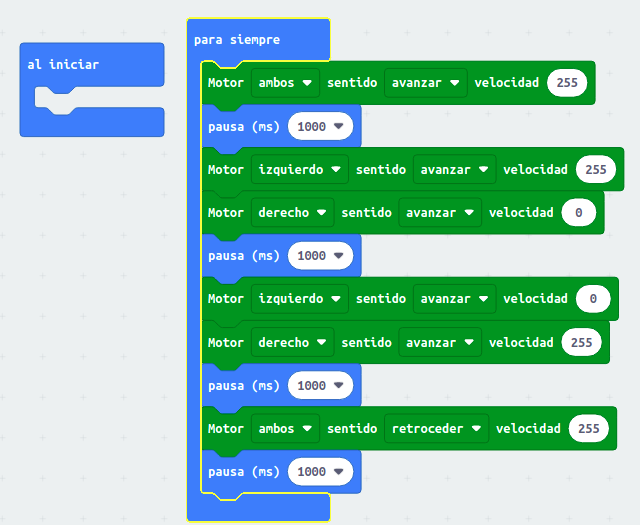 al iniciar
para siempre
Motor ambos sentido avanzar velocidad 255
pausa (ms) 1000
Motor izquierdo sentido avanzar velocidad 255
Motor derecho sentido avanzar velocidad 0
pausa (ms) 1000
Motor izquierdo sentido avanzar velocidad 0
Motor derecho sentido avanzar velocidad 255
pausa (ms) 1000
Motor ambos sentido retroceder velocidad 255
pausa (ms) 1000